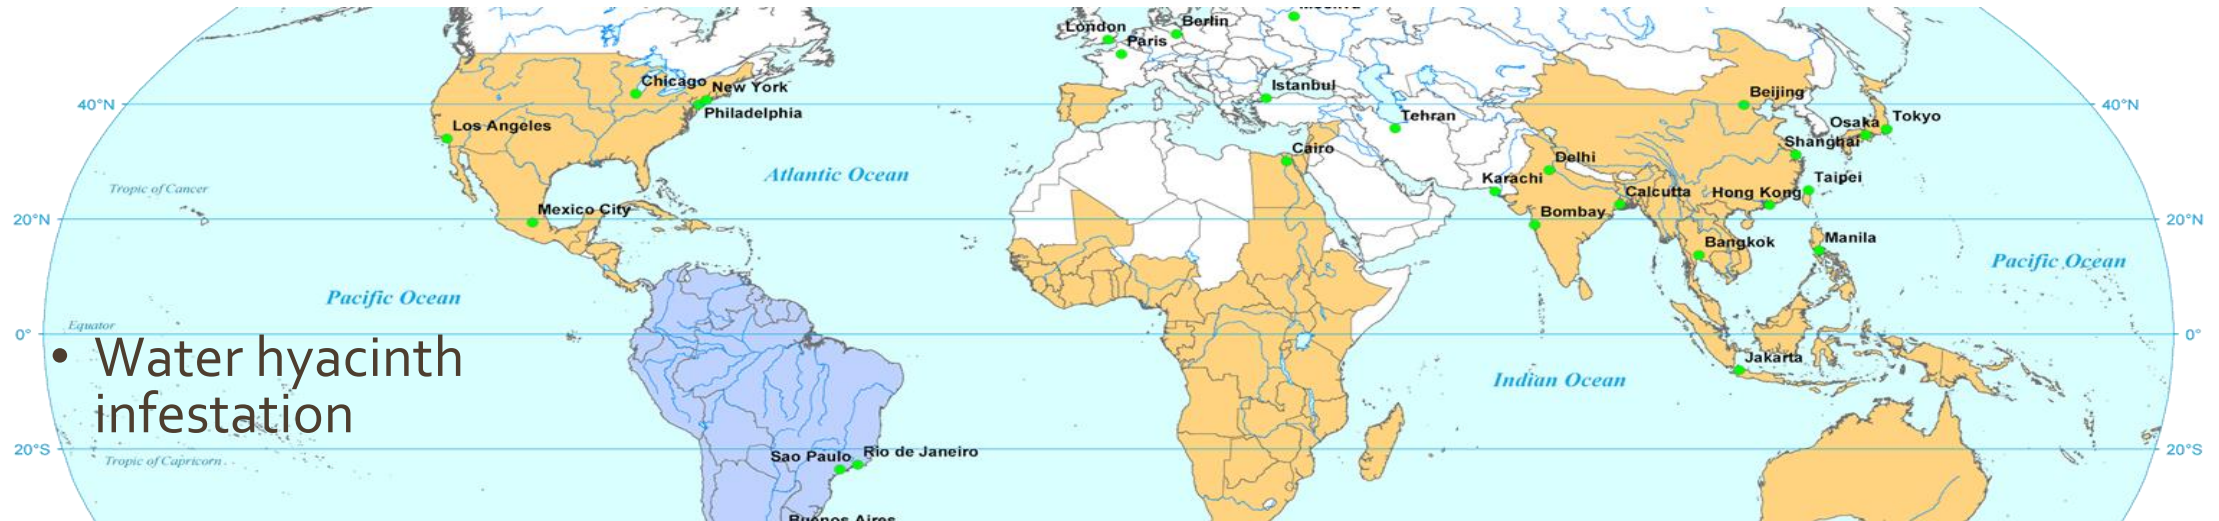 London
Berlin
Paris
Chicago
New York
Istanbul
Beijing
40°N
40°N
Philadelphia
Tehran
Los Angeles
Osaka
Tokyo
Cairo
Shanghai
Delhi
Atlantic Ocean
Karachi
Taipei
Tropic of Cancer
Calcutta
Hong Kong
Mexico City
Bombay
20°N
20°N
Bangkok
Manila
Pacific Ocean
Pacific Ocean
Equator
0°
0°
• Water hyacinth
infestation
Jakarta
Indian Ocean
20°S
20°S
Sao Paulo
Rio de Janeiro
Tropic of Capricorn
Buenos Aires